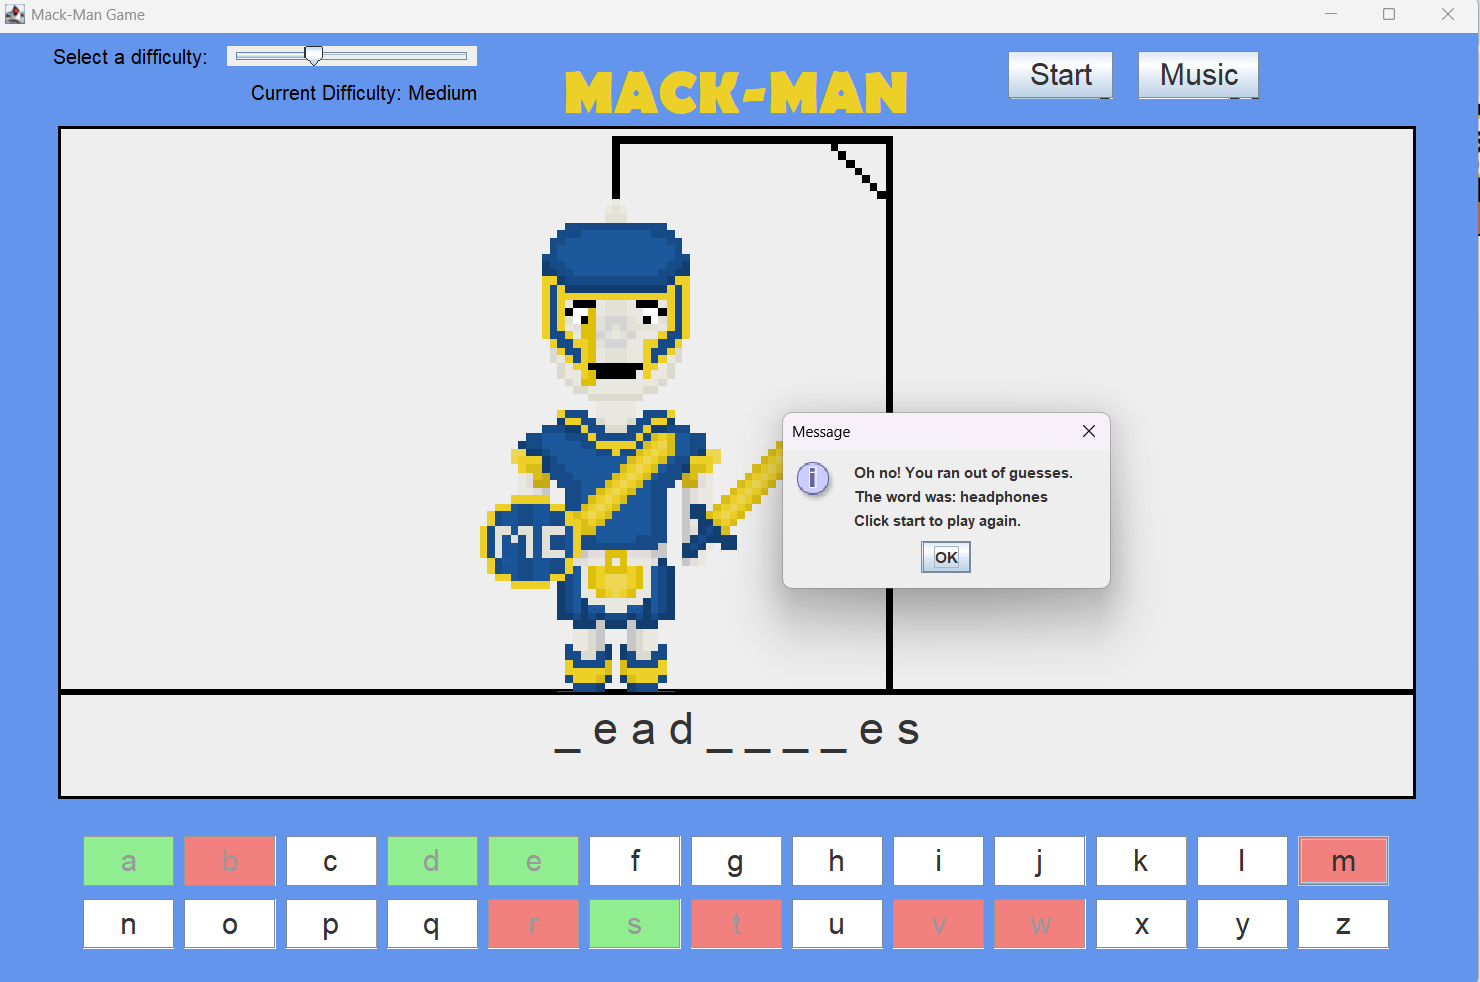 Mack-Man Game
Select a difficulty:
Current Difficulty: Medium
MACK-MAN
Start Music
MC
Message
Oh no! You ran out of guesses.
The word was: headphones
Click start to play again.
OK
_ e a d _ _ _ _ e s
a b c d e f g h i j k l m
n o p q r s t u v w x y z